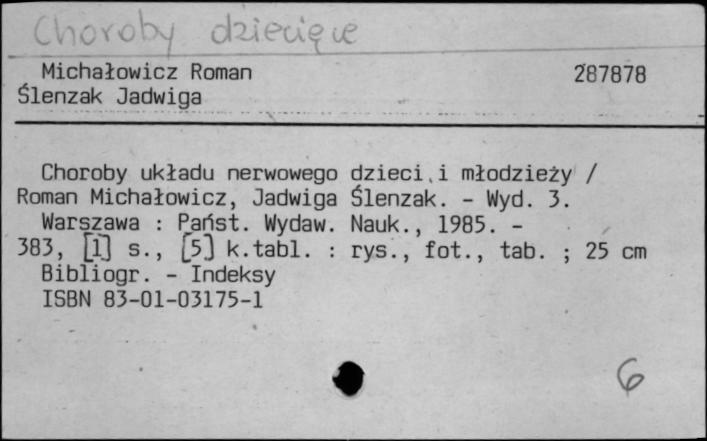 Choroby dziecięce
Michałowicz Roman 287878
Ślenzak Jadwiga
Choroby układu nerwowego dzieci i młodzieży /
Roman Michałowicz, Jadwiga Ślenzak. - Wyd. 3.
Warszawa : Państ. Wydaw. Nauk., 1985. -
383, [1] s., [5] k.tabl. : rys., fot., tab. ; 25 cm
Bibliogr. - Indeksy
ISBN 83-01-03175-1
6